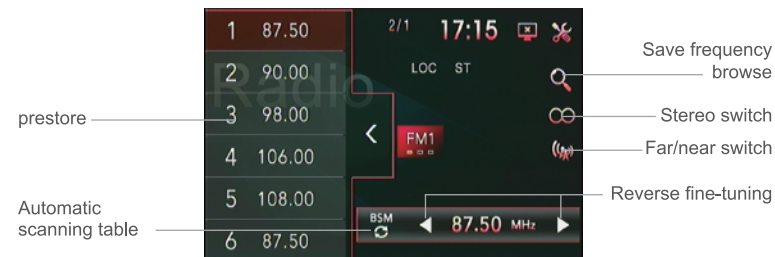 1 87.50
2 90.00
3 98.00
4 106.00
5 108.00
6 87.50
Radio
2/1 17:15
LOC ST
FM1
BSM
87.50 MHz
prestore
Automatic
scanning table
Save frequency
browse
Stereo switch
Far/near switch
Reverse fine-tuning